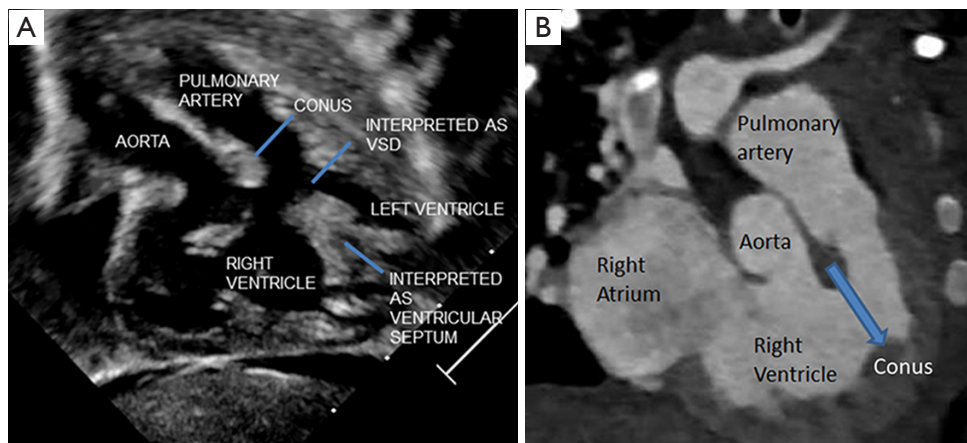 A
PULMONARY
ARTERY
CONUS
INTERPRETED AS
VSD
AORTA
LEFT VENTRICLE
RIGHT
VENTRICLE
INTERPRETED
AS
VENTRICULAR
SEPTUM
B
Pulmonary
artery
Aorta
Right
Atrium
Right
Ventricle
Conus